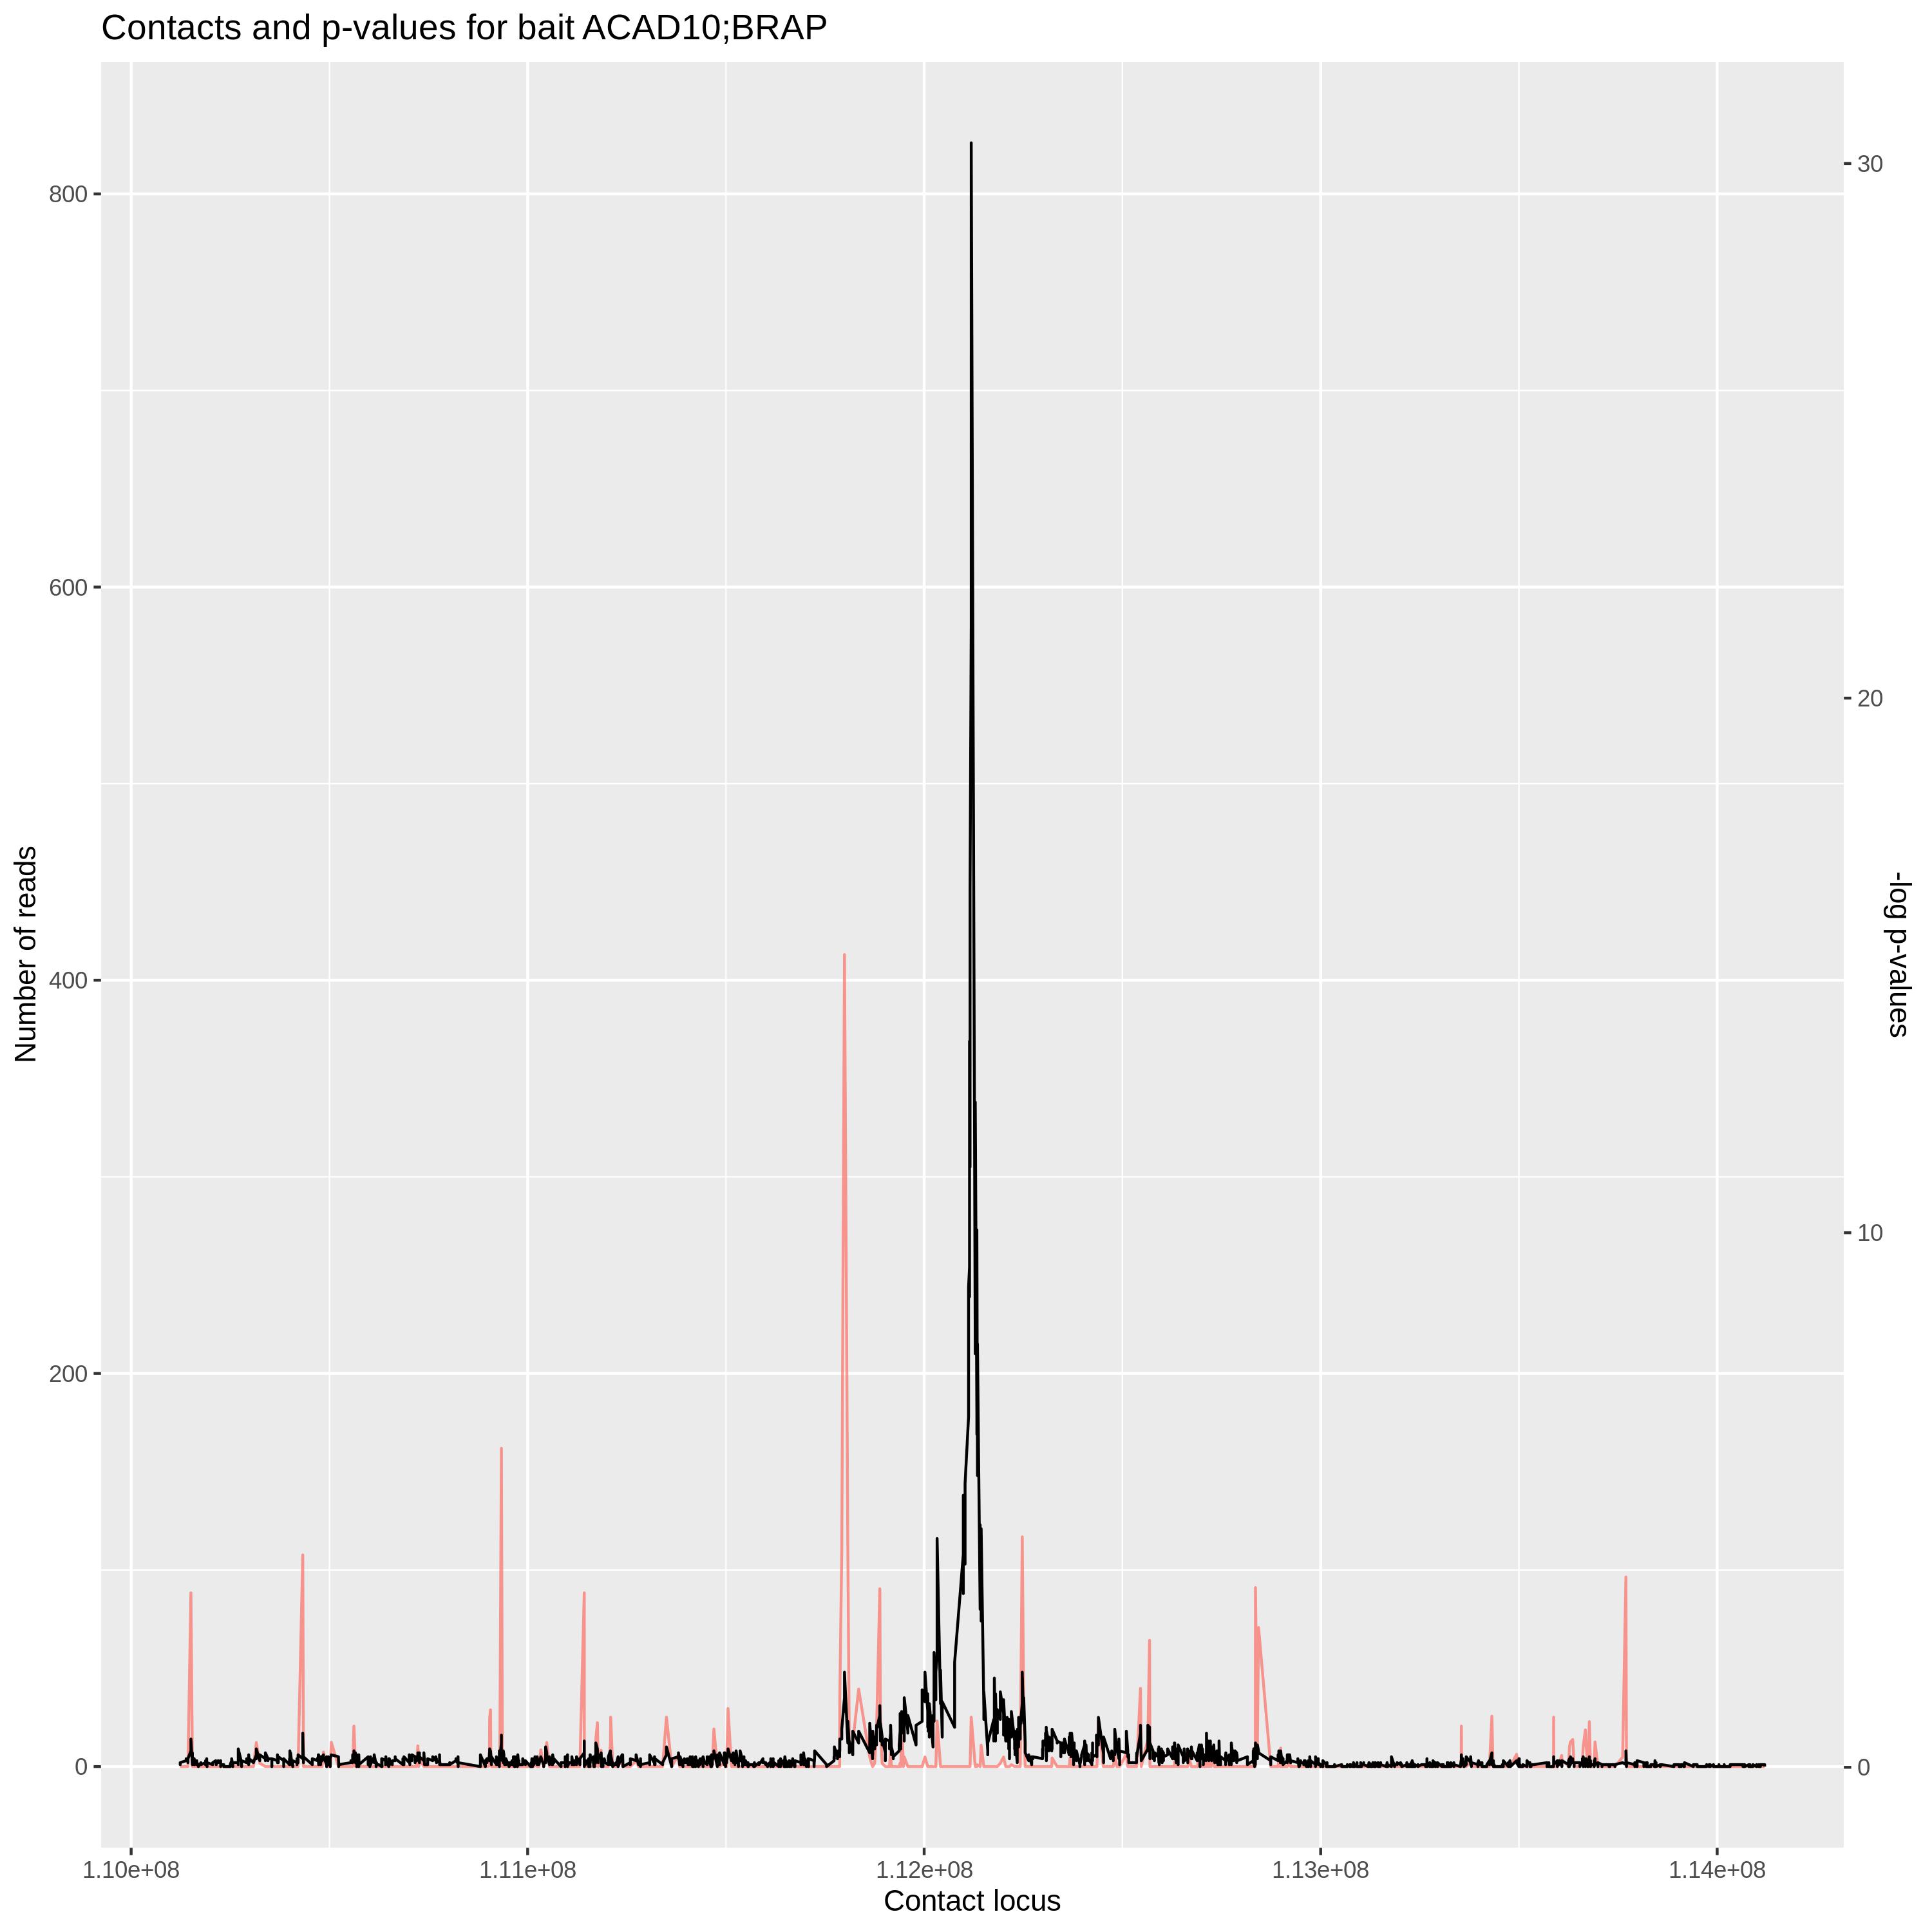 Contacts and p-values for bait ACAD10;BRAP
Number of reads
800
600
400
200
0
30
20
10
0
-log p-values
1.10e+08
1.11e+08
1.12e+08
1.13e+08
1.14e+08
Contact locus